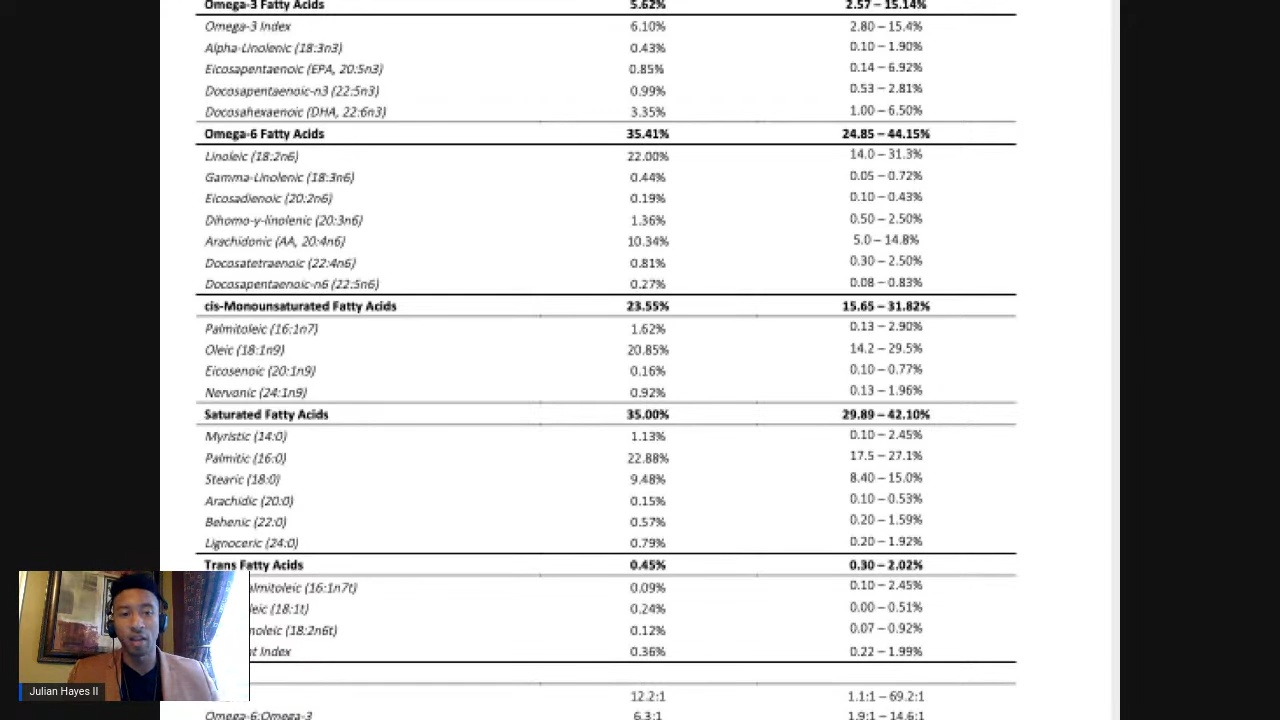 Omega-3 Fatty Acids 5.62% 2.57 – 15.14%
Omega-3 Index 6.10% 2.80 – 15.4%
Alpha-Linolenic (18:3n3) 0.43% 0.10 – 1.90%
Eicosapentaenoic (EPA, 20:5n3) 0.85% 0.14 – 6.92%
Docosapentaenoic-n3 (22:5n3) 0.99% 0.53 – 2.81%
Docosahexaenoic (DHA, 22:6n3) 3.35% 1.00 – 6.50%
Omega-6 Fatty Acids 35.41% 24.85 – 44.15%
Linoleic (18:2n6) 22.00% 14.0 – 31.3%
Gamma-Linolenic (18:3n6) 0.44% 0.05 – 0.72%
Eicosadienoic (20:2n6) 0.19% 0.10 – 0.43%
Dihomo-y-linolenic (20:3n6) 1.36% 0.50 – 2.50%
Arachidonic (AA, 20:4n6) 10.34% 5.0 – 14.8%
Docosatetraenoic (22:4n6) 0.81% 0.30 – 2.50%
Docosapentaenoic-n6 (22:5n6) 0.27% 0.08 – 0.83%
cis-Monounsaturated Fatty Acids 23.55% 15.65 – 31.82%
Palmitoleic (16:1n7) 1.62% 0.13 – 2.90%
Oleic (18:1n9) 20.85% 14.2 – 29.5%
Eicosenoic (20:1n9) 0.16% 0.10 – 0.77%
Nervonic (24:1n9) 0.92% 0.13 – 1.96%
Saturated Fatty Acids 35.00% 29.89 – 42.10%
Myristic (14:0) 1.13% 0.10 – 2.45%
Palmitic (16:0) 22.88% 17.5 – 27.1%
Stearic (18:0) 9.48% 8.40 – 15.0%
Arachidic (20:0) 0.15% 0.10 – 0.53%
Behenic (22:0) 0.57% 0.20 – 1.59%
Lignoceric (24:0) 0.79% 0.20 – 1.92%
Trans Fatty Acids 0.45% 0.30 – 2.02%
almitoleic (16:1n7t) 0.09% 0.10 – 2.45%
leic (18:1t) 0.24% 0.00 – 0.51%
noleic (18:2n6t) 0.12% 0.07 – 0.92%
t Index 0.36% 0.22 – 1.99%
12.2:1 1.1:1 – 69.2:1
Omega-6:Omega-3 6.3:1 1.9:1 – 14.6:1
Julian Hayes II